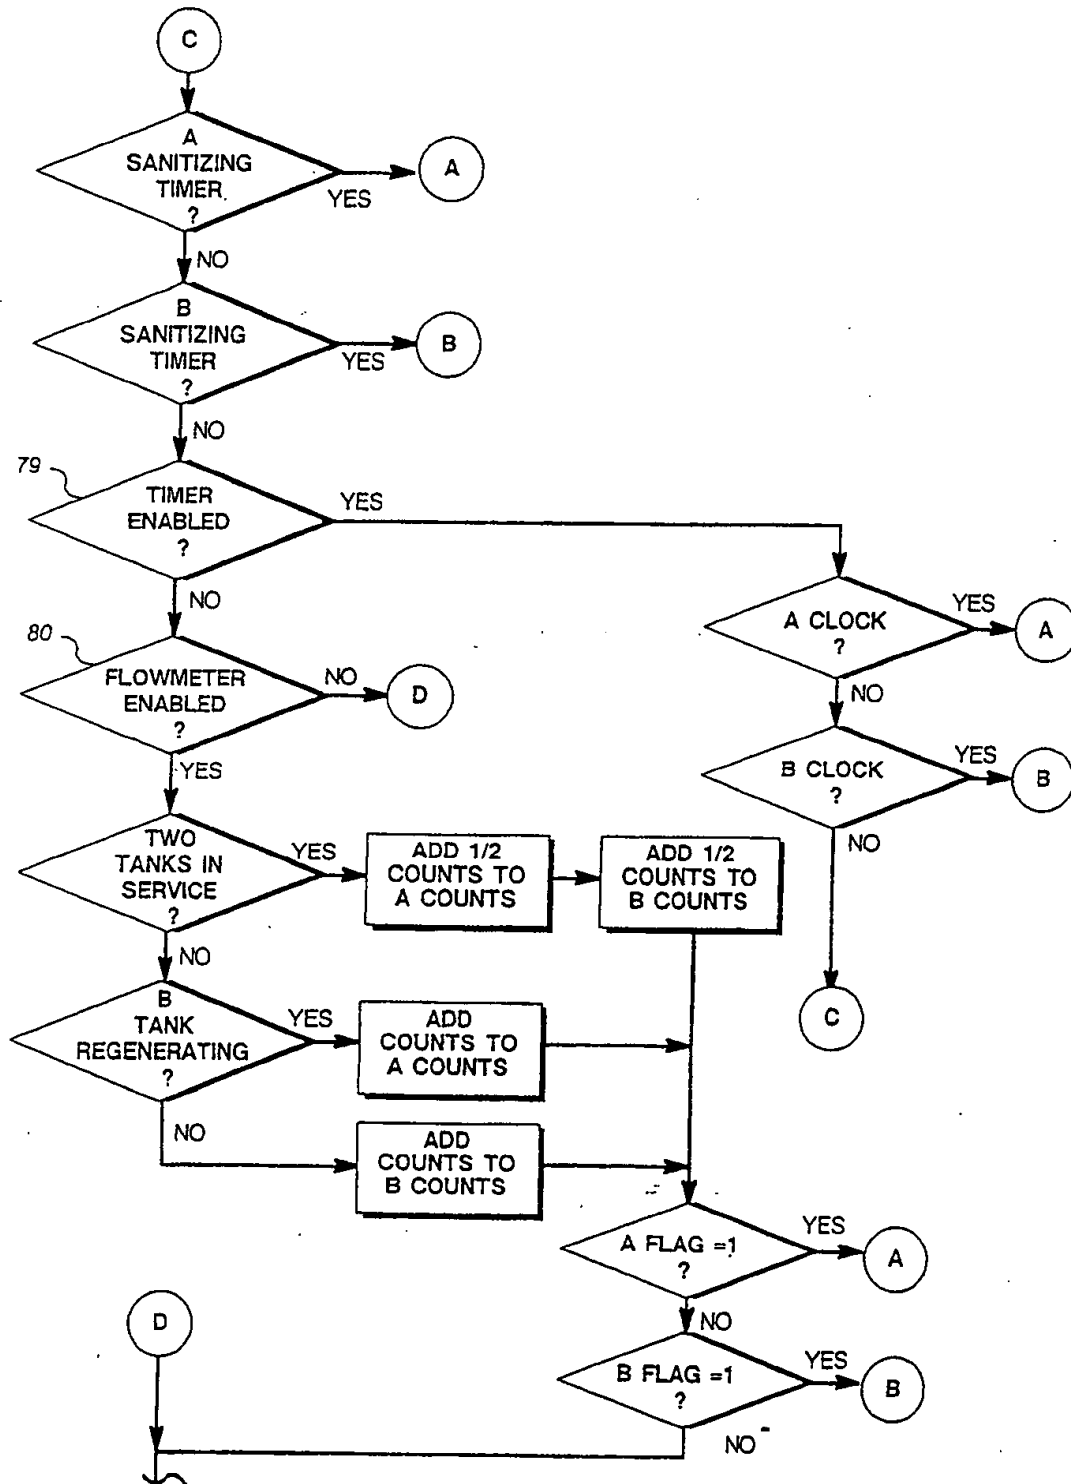 C
A
SANITIZING
TIMER
?
YES
A
NO
B
SANITIZING
TIMER
?
YES
B
NO
79
TIMER
ENABLED
?
YES
NO
A CLOCK
?
YES
A
NO
80
FLOWMETER
ENABLED
?
NO
D
YES
B CLOCK
?
YES
B
NO
C
TWO
TANKS IN
SERVICE
?
YES
ADD 1/2
COUNTS TO
A COUNTS
ADD 1/2
COUNTS TO
B COUNTS
NO
B
TANK
REGENERATING
?
YES
ADD
COUNTS TO
A COUNTS
NO
ADD
COUNTS TO
B COUNTS
A FLAG =1
?
YES
A
NO
B FLAG =1
?
YES
B
NO
D